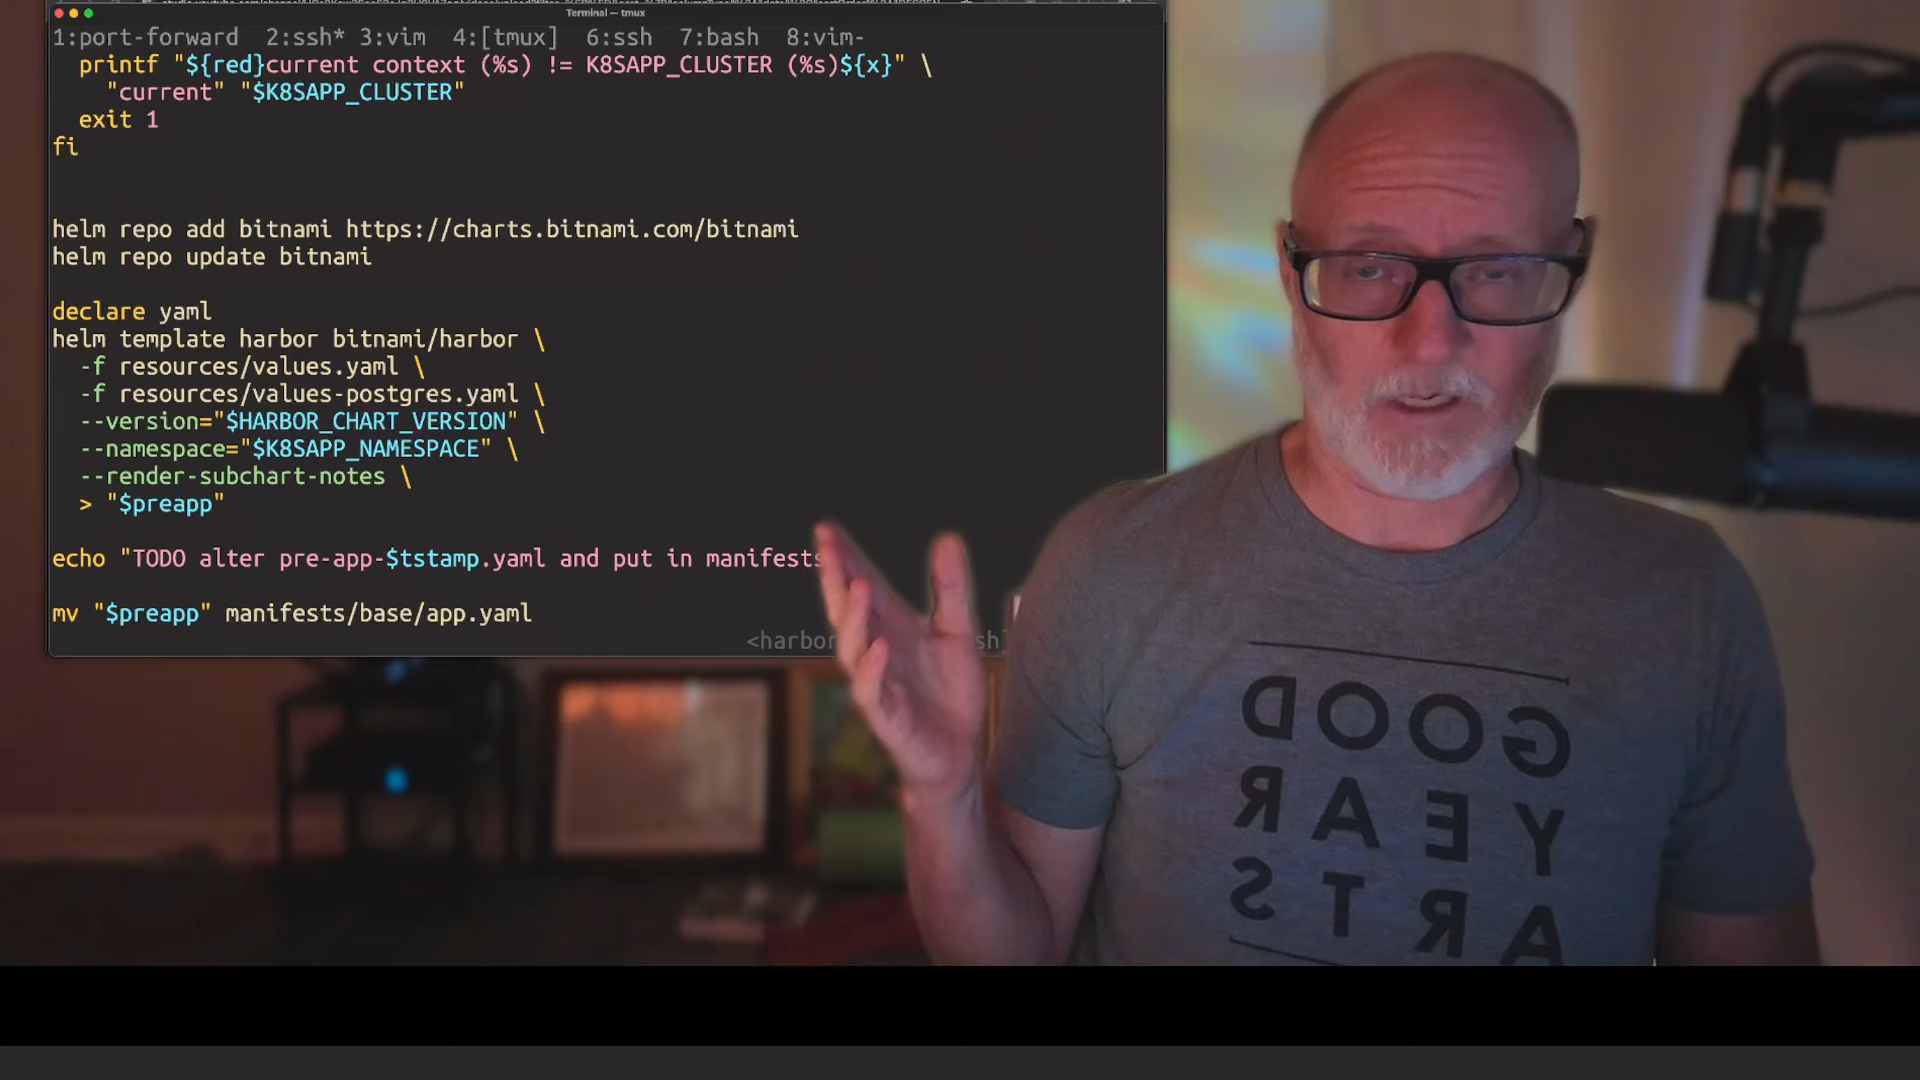 Terminal — tmux
1:port-forward 2:ssh* 3:vim 4:[tmux] 6:ssh 7:bash 8:vim-
printf "${red}current context (%s) != K8SAPP_CLUSTER (%s)${x}" \
"current" "$K8SAPP_CLUSTER"
exit 1
fi
helm repo add bitnami https://charts.bitnami.com/bitnami
helm repo update bitnami
declare yaml
helm template harbor bitnami/harbor \
-f resources/values.yaml \
-f resources/values-postgres.yaml \
--version="$HARBOR_CHART_VERSION" \
--namespace="$K8SAPP_NAMESPACE" \
--render-subchart-notes \
> "$preapp"
echo "TODO alter pre-app-$tstamp.yaml and put in manifests
mv "$preapp" manifests/base/app.yaml
<harbor sh]
GOOD
YEAR
ARTS